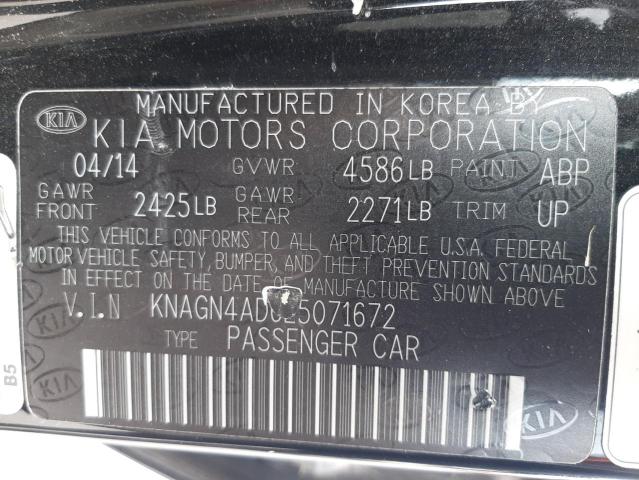 MANUFACTURED IN KOREA BY
KIA KIA MOTORS CORPORATION
04/14 GVWR 4586LB PAINT ABP
GAWR FRONT 2425LB GAWR REAR 2271LB TRIM UP
THIS VEHICLE CONFORMS TO ALL APPLICABLE U.S.A. FEDERAL
MOTOR VEHICLE SAFETY, BUMPER, AND THEFT PREVENTION STANDARDS
IN EFFECT ON THE DATE OF MANUFACTURE SHOWN ABOVE
V.I.N
TYPE PASSENGER CAR
B5
KIA